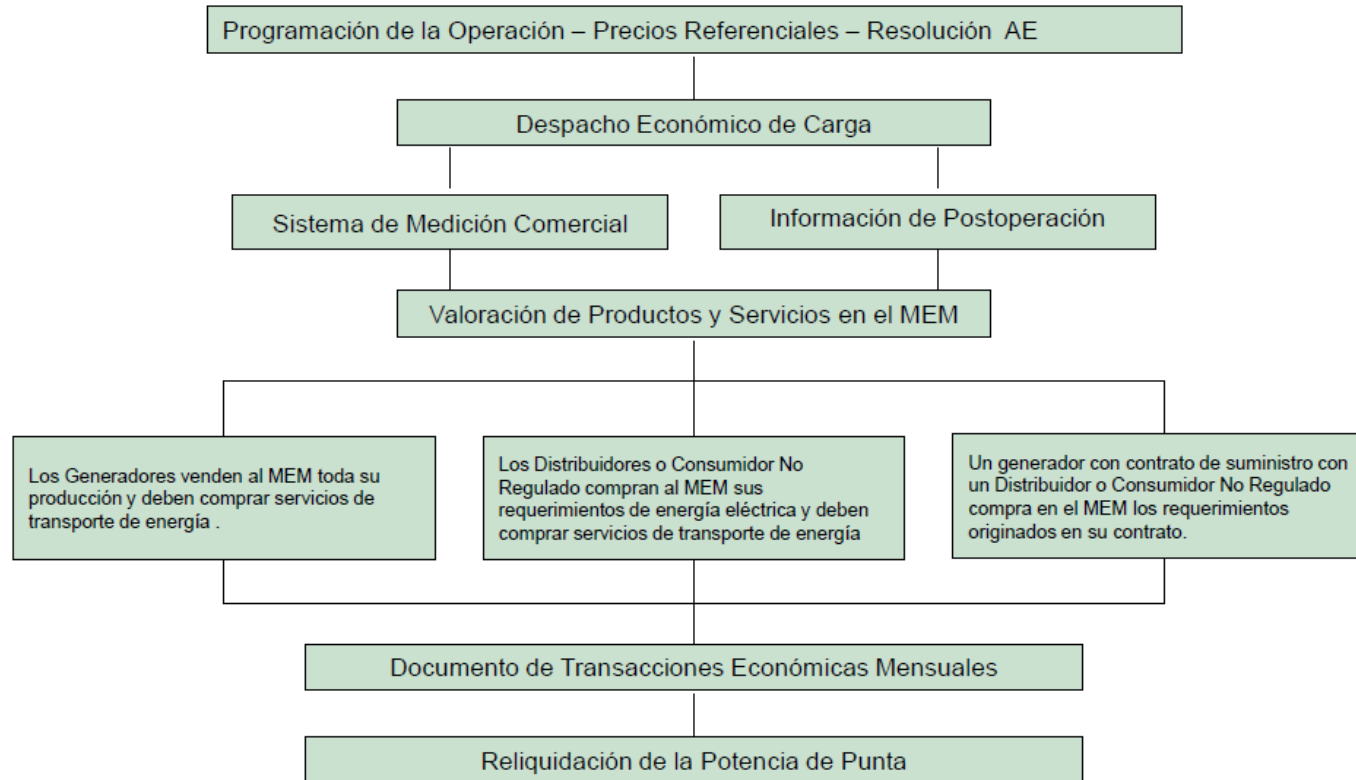 Programación de la Operación – Precios Referenciales – Resolución AE
Despacho Económico de Carga
Sistema de Medición Comercial
Información de Postoperación
Valoración de Productos y Servicios en el MEM
Los Generadores venden al MEM toda su
producción y deben comprar servicios de
transporte de energía .
Los Distribuidores o Consumidor No
Regulado compran al MEM sus
requerimientos de energía eléctrica y deben
comprar servicios de transporte de energía
Un generador con contrato de suministro con
un Distribuidor o Consumidor No Regulado
compra en el MEM los requerimientos
originados en su contrato.
Documento de Transacciones Económicas Mensuales
Reliquidación de la Potencia de Punta